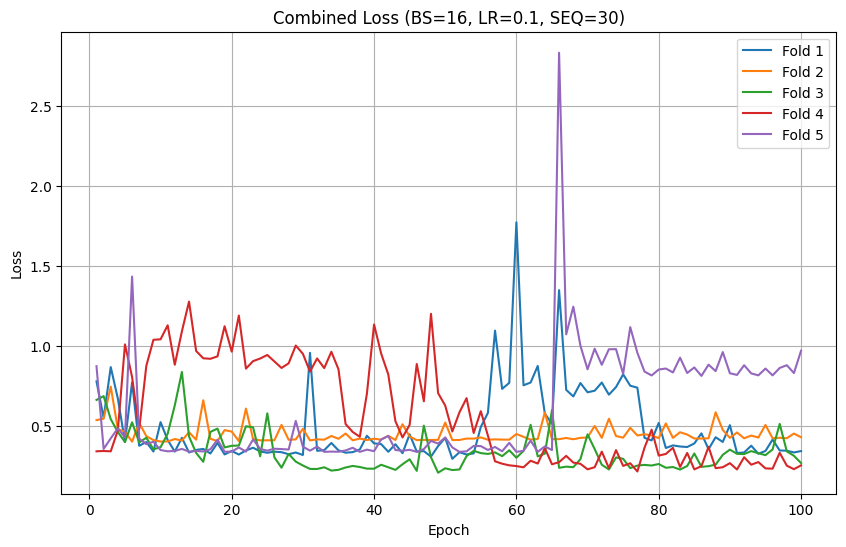 Combined Loss (BS=16, LR=0.1, SEQ=30)
Fold 1
Fold 2
Fold 3
Fold 4
Fold 5
2.5
2.0
1.5
1.0
0.5
Loss
0 20 40 60 80 100
Epoch